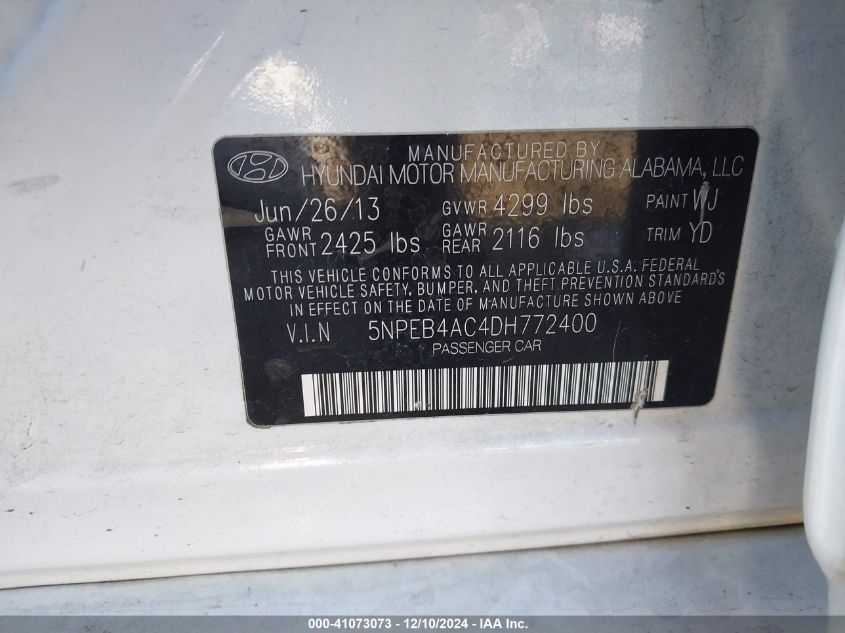 MANUFACTURED BY
HYUNDAI MOTOR MANUFACTURING ALABAMA, LLC
Jun/26/13 GVWR 4299 lbs PAINT WJ
GAWR FRONT 2425 lbs GAWR REAR 2116 lbs TRIM YD
THIS VEHICLE CONFORMS TO ALL APPLICABLE U.S.A. FEDERAL
MOTOR VEHICLE SAFETY, BUMPER, AND THEFT PREVENTION STANDARDS
IN EFFECT ON THE DATE OF MANUFACTURE SHOWN ABOVE
V.I.N 5NPEB4AC4DH772400
PASSENGER CAR
000-41073073 - 12/10/2024 - IAA Inc.